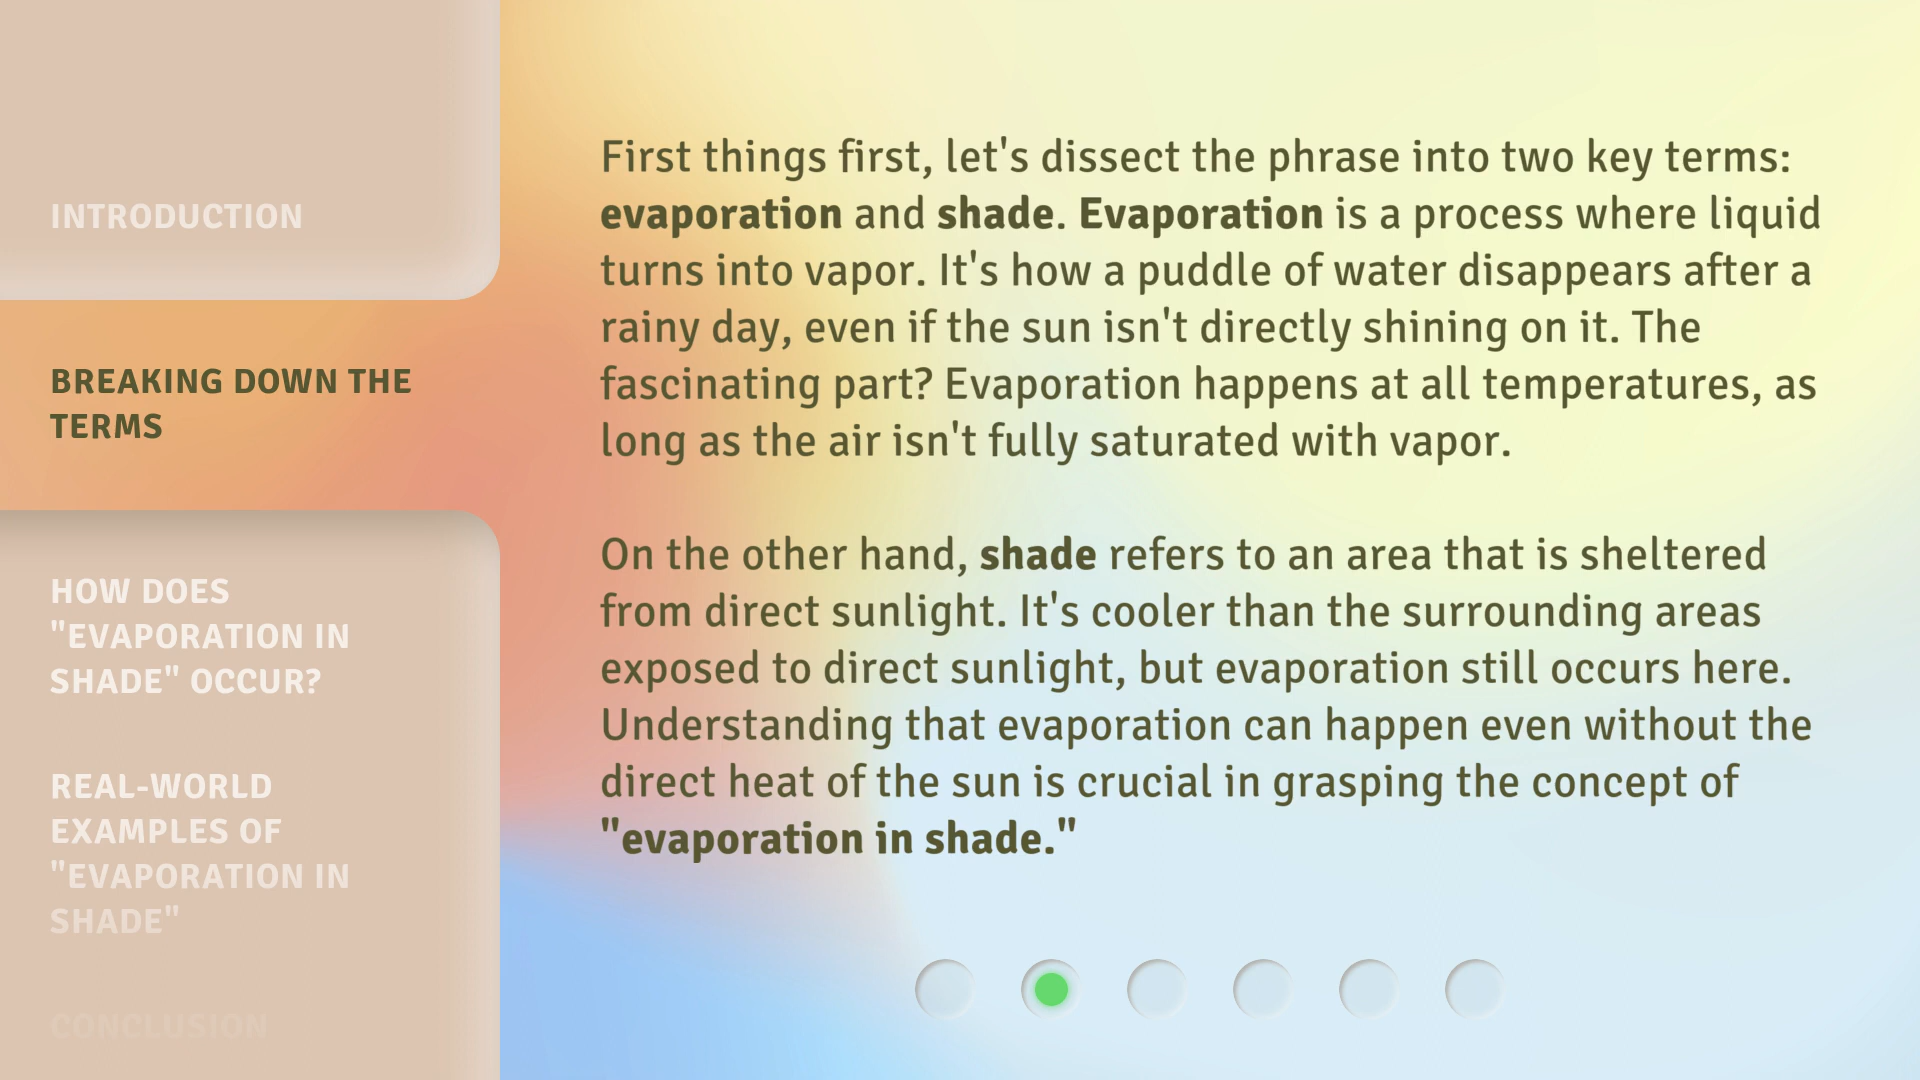 INTRODUCTION
BREAKING DOWN THE
TERMS
HOW DOES
"EVAPORATION IN
SHADE" OCCUR?
REAL-WORLD
EXAMPLES OF
"EVAPORATION IN
SHADE"
CONCLUSION
First things first, let's dissect the phrase into two key terms:
evaporation and shade. Evaporation is a process where liquid
turns into vapor. It's how a puddle of water disappears after a
rainy day, even if the sun isn't directly shining on it. The
fascinating part? Evaporation happens at all temperatures, as
long as the air isn't fully saturated with vapor.
On the other hand, shade refers to an area that is sheltered
from direct sunlight. It's cooler than the surrounding areas
exposed to direct sunlight, but evaporation still occurs here.
Understanding that evaporation can happen even without the
direct heat of the sun is crucial in grasping the concept of
"evaporation in shade."